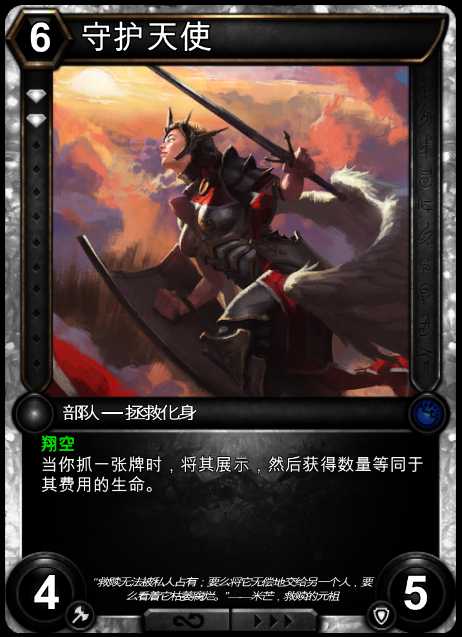 6 守护天使
部队 — 拯救化身
翔空
当你抓一张牌时，将其展示，然后获得数量等同于
其费用的生命。
"救赎无法被私人占有；要么将它无偿地交给另一个人，要
么看着它枯萎腐烂。"——米芒，救赎的元祖
4
5